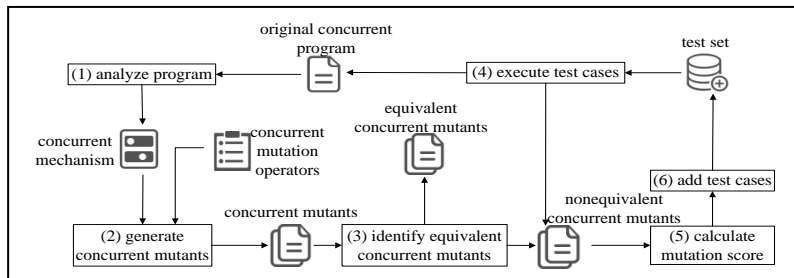 original concurrent
program
test set
(1) analyze program
(4) execute test cases
equivalent
concurrent mutants
concurrent
mechanism
concurrent
mutation
operators
(6) add test cases
concurrent mutants
nonequivalent
concurrent mutants
(2) generate
concurrent mutants
(3) identify equivalent
concurrent mutants
(5) calculate
mutation score